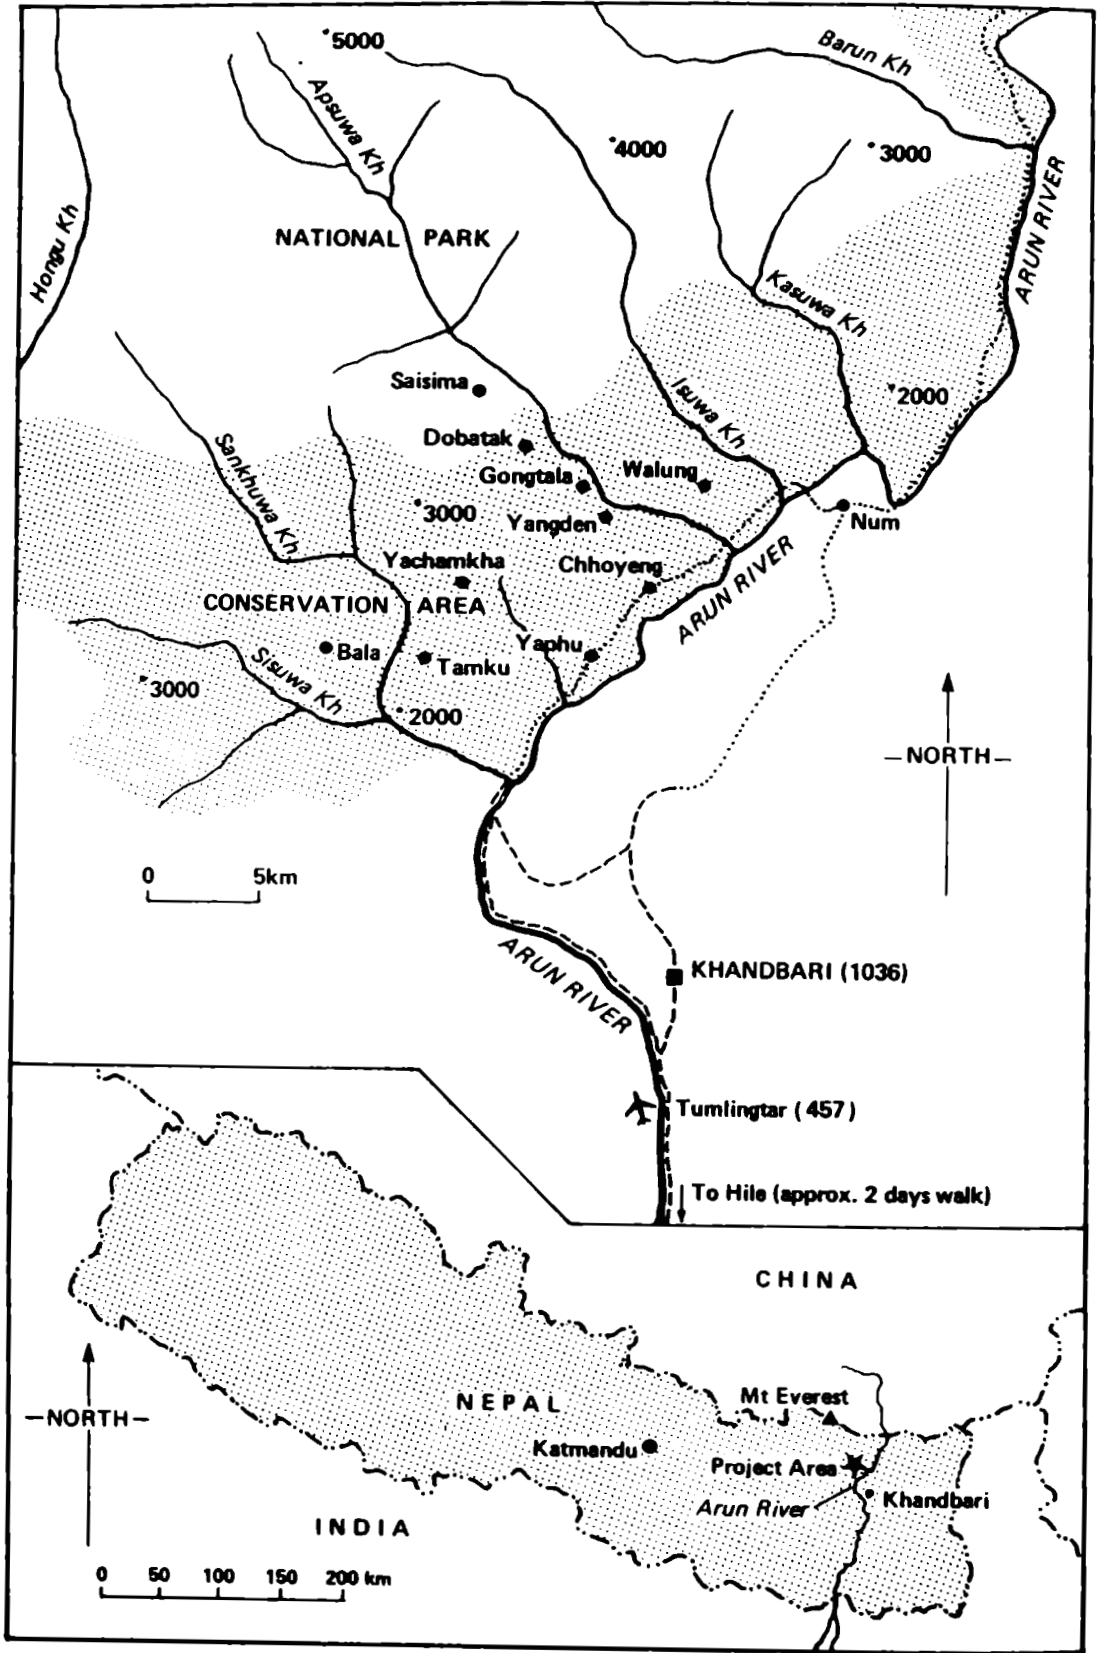 5000
Barun Kh
Apsuwa Kh
4000
3000
ARUN RIVER
Hongu Kh
NATIONAL PARK
Kasuwa Kh
Saisima
2000
Isuwa Kh
Dobatak
Sankhuwa Kh
Gongtala
Walung
3000
Yangden
Num
Yachamkha
Chhoyeng
ARUN RIVER
CONSERVATION AREA
Yaphu
Bala
Tamku
Sisuwa Kh
3000
2000
—NORTH—
0 5km
ARUN RIVER
KHANDBARI (1036)
Tumlingtar (457)
To Hile (approx. 2 days walk)
CHINA
Mt Everest
NEPAL
—NORTH—
Katmandu
Project Area
Khandbari
Arun River
INDIA
0 50 100 150 200 km